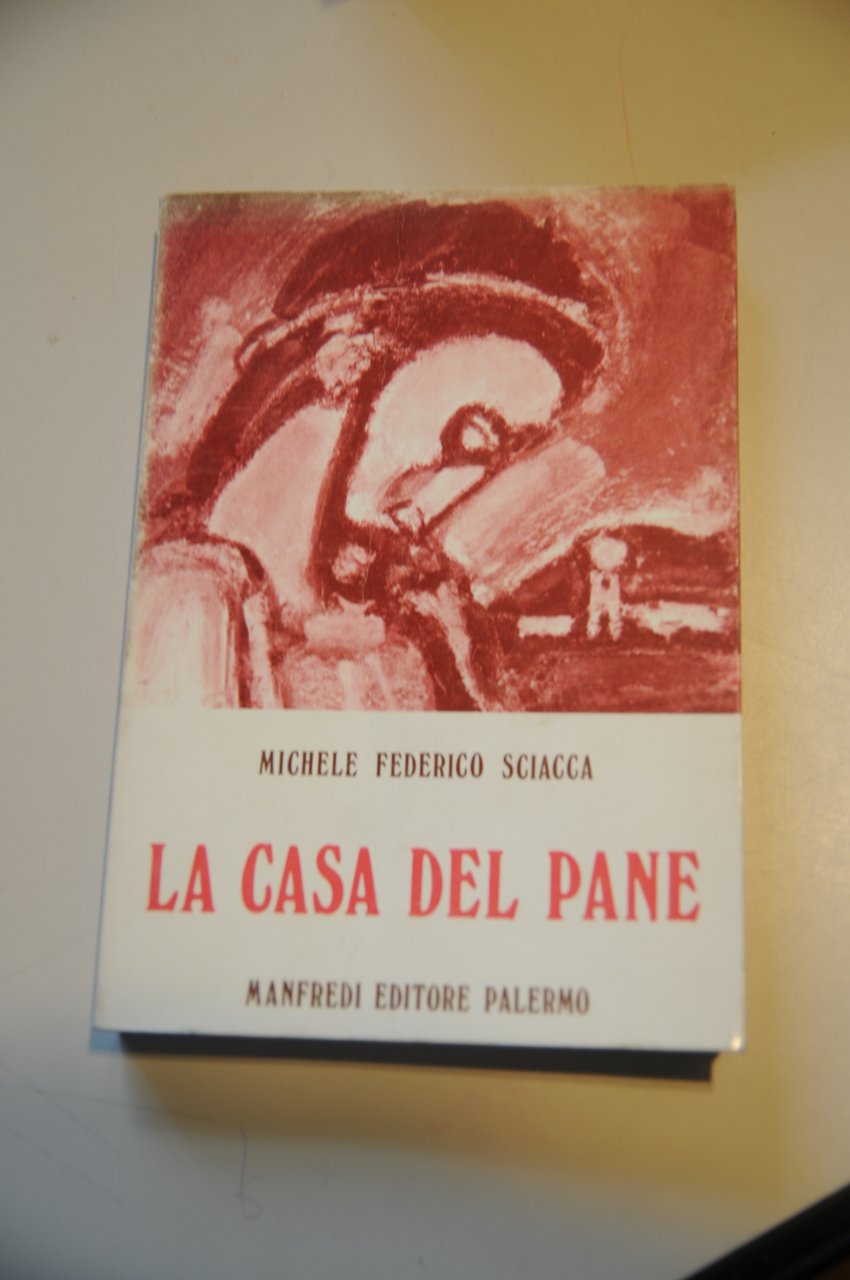 MICHELE FEDERICO SCIACCA
LA CASA DEL PANE
MANFREDI EDITORE PALERMO